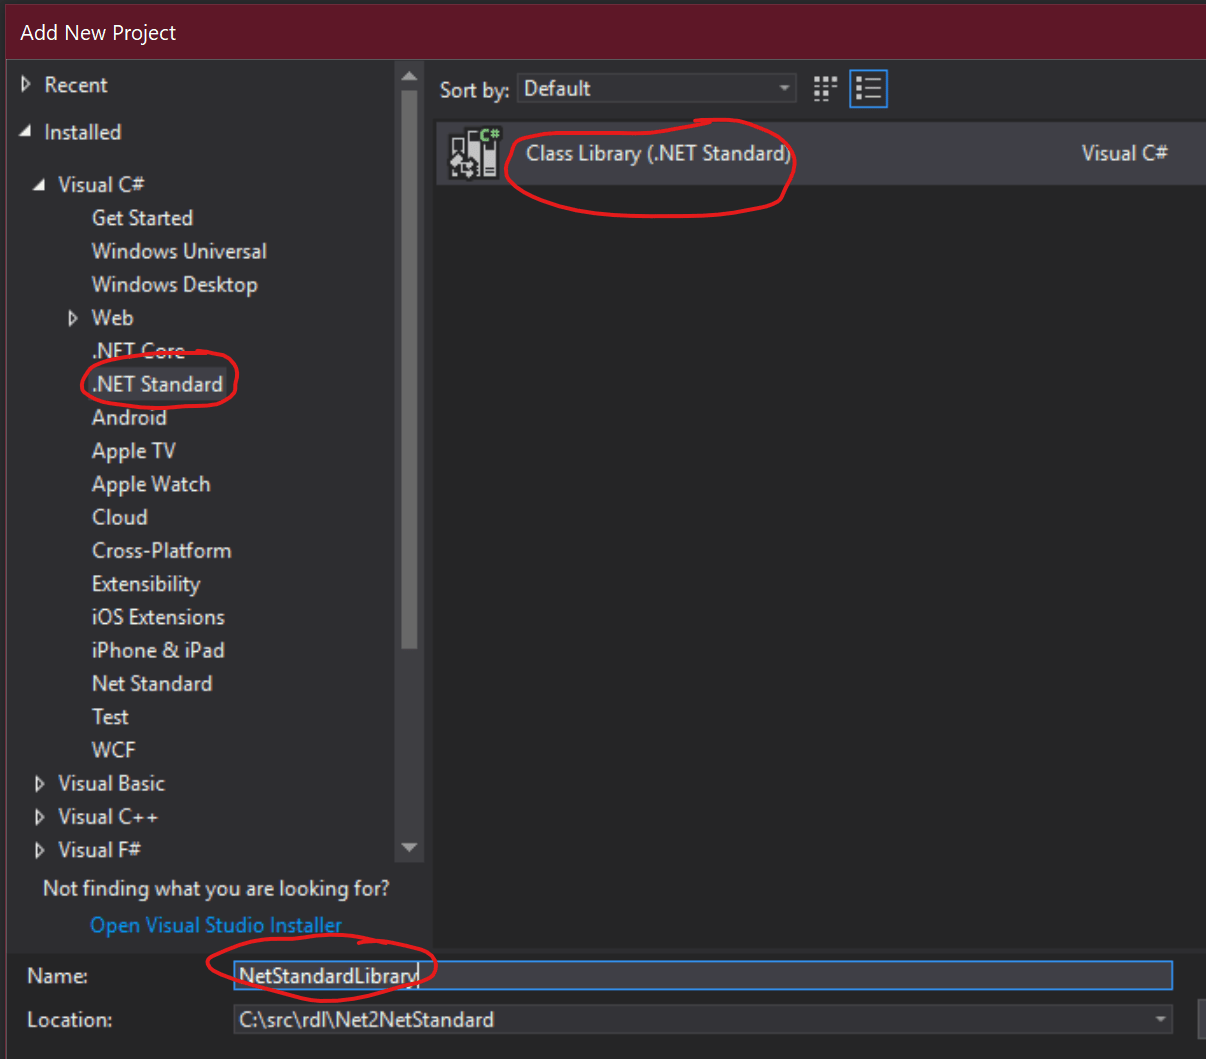 Add New Project
Recent
Installed
Visual C#
Get Started
Windows Universal
Windows Desktop
Web
.NET Core
.NET Standard
Android
Apple TV
Apple Watch
Cloud
Cross-Platform
Extensibility
iOS Extensions
iPhone & iPad
Net Standard
Test
WCF
Visual Basic
Visual C++
Visual F#
Not finding what you are looking for?
Open Visual Studio Installer
Sort by: Default
C#
Class Library (.NET Standard) Visual C#
Name: NetStandardLibrary
Location: C:\src\rdl\Net2NetStandard